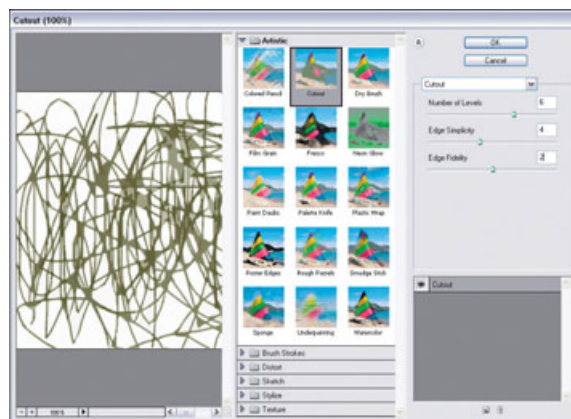 Cutout (100%)
Artistic
Colored Pencil
Cutout
Dry Brush
Film Grain
Fresco
Neon Glow
Paint Daubs
Palette Knife
Plastic Wrap
Poster Edges
Rough Pastels
Smudge Stick
Sponge
Underpainting
Watercolor
Brush Strokes
Distort
Sketch
Stylize
Texture
100%
OK
Cancel
Cutout
Number of Levels 6
Edge Simplicity 4
Edge Fidelity 2
Cutout